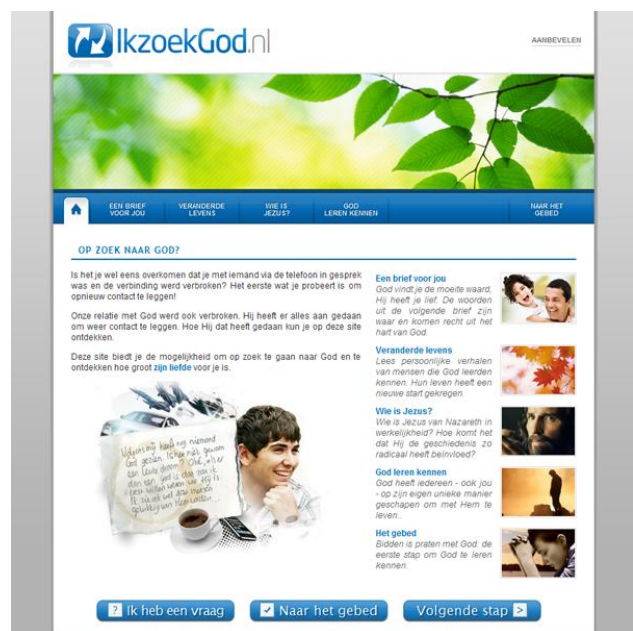 IkzoekGod.nl
AANBEVELEN
EEN BRIEF
VOOR JOU
VERANDERDE
LEVENS
WIE IS
JEZUS?
GOD
LEREN KENNEN
NAAR HET
GEBED
OP ZOEK NAAR GOD?
Is het je wel eens overkomen dat je met iemand via de telefoon in gesprek
was en de verbinding werd verbroken? Het eerste wat je probeert is om
opnieuw contact te leggen!
Onze relatie met God werd ook verbroken. Hij heeft er alles aan gedaan
om weer contact te leggen. Hoe Hij dat heeft gedaan kun je op deze site
ontdekken.
Deze site biedt je de mogelijkheid om op zoek te gaan naar God en te
ontdekken hoe groot zijn liefde voor je is.
Een brief voor jou
God vindt je de moeite waard,
Hij heeft je lief. De woorden
uit de volgende brief zijn
waar en komen recht uit het
hart van God.
Veranderde levens
Lees persoonlijke verhalen
van mensen die God leerden
kennen. Hun leven heeft een
nieuwe start gekregen.
Wie is Jezus?
Wie is Jezus van Nazareth in
werkelijkheid? Hoe komt het
dat Hij de geschiedenis zo
radicaal heeft beïnvloed?
God leren kennen
God heeft iedereen - ook jou
- op zijn eigen unieke manier
geschapen om met Hem te
leven..
Het gebed
Bidden is praten met God: de
eerste stap om God te leren
kennen.
? Ik heb een vraag
Naar het gebed
Volgende stap >